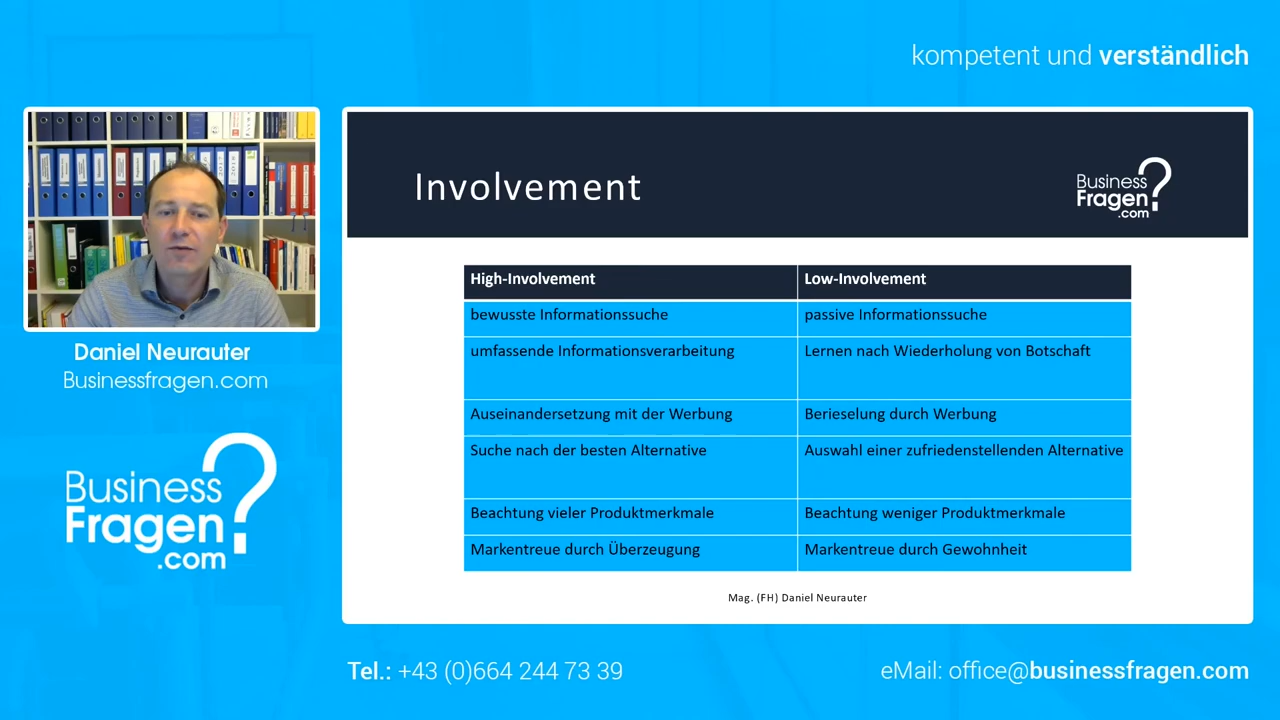 kompetent und verständlich
Daniel Neurauter
Businessfragen.com
Business
Fragen
.com
?
Involvement
Business
Fragen
.com
?
High-Involvement
Low-Involvement
bewusste Informationssuche
passive Informationssuche
umfassende Informationsverarbeitung
Lernen nach Wiederholung von Botschaft
Auseinandersetzung mit der Werbung
Berieselung durch Werbung
Suche nach der besten Alternative
Auswahl einer zufriedenstellenden Alternative
Beachtung vieler Produktmerkmale
Beachtung weniger Produktmerkmale
Markentreue durch Überzeugung
Markentreue durch Gewohnheit
Mag. (FH) Daniel Neurauter
Tel.: +43 (0)664 244 73 39
eMail: office@businessfragen.com